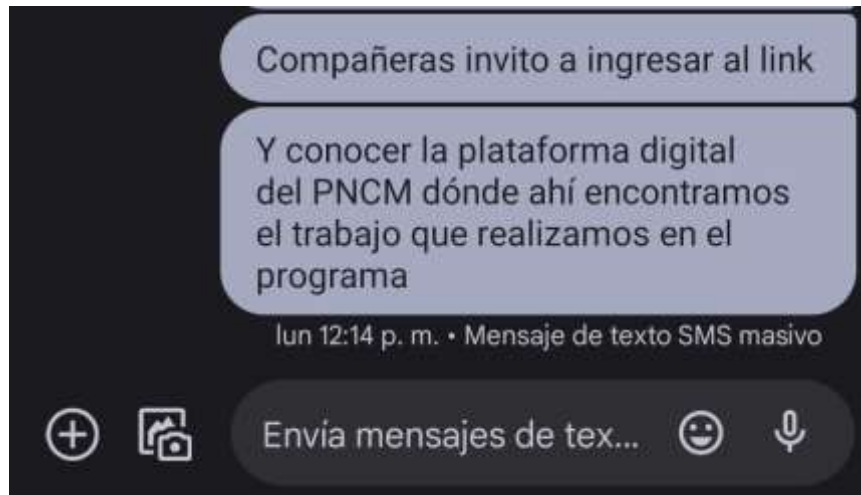 Compañeras invito a ingresar al link
Y conocer la plataforma digital
del PNCM dónde ahí encontramos
el trabajo que realizamos en el
programa
lun 12:14 p. m. • Mensaje de texto SMS masivo
Envía mensajes de tex...